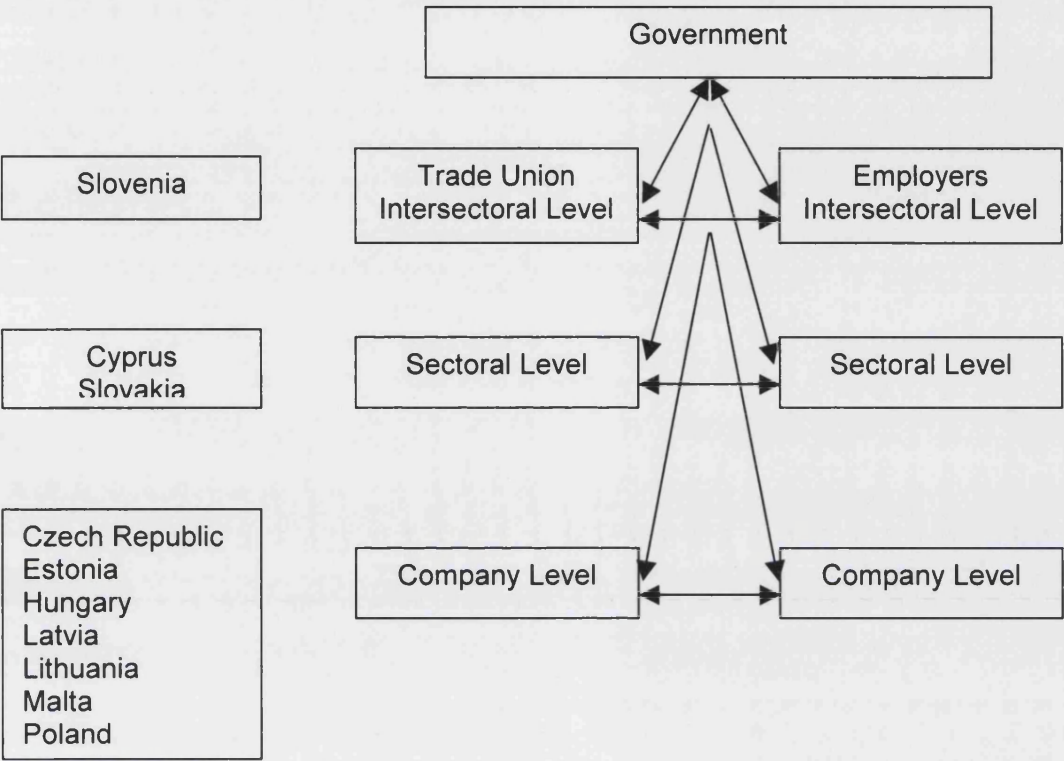 Government
Slovenia
Trade Union
Intersectoral Level
Employers
Intersectoral Level
Cyprus
Slovakia
Sectoral Level
Sectoral Level
Czech Republic
Estonia
Hungary
Latvia
Lithuania
Malta
Poland
Company Level
Company Level